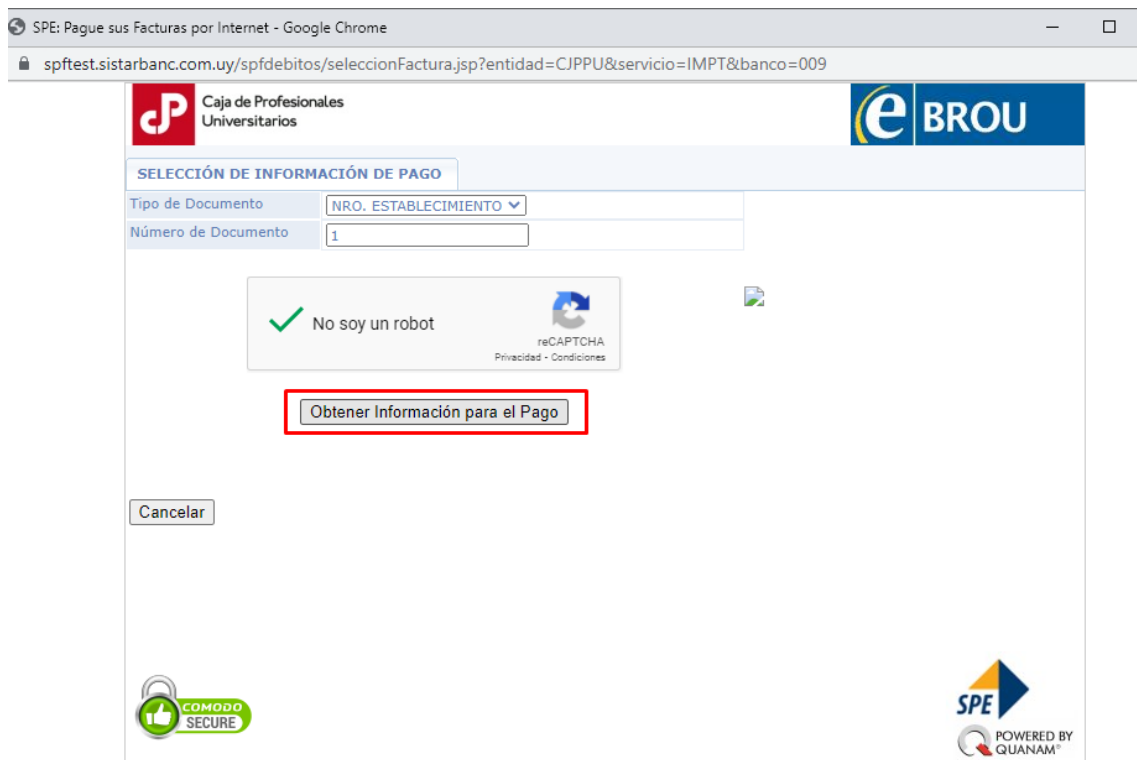 SPE: Pague sus Facturas por Internet - Google Chrome
spftest.sistarbanc.com.uy/spfdebitos/seleccionFactura.jsp?entidad=CJPPU&servicio=IMPT&banco=009
cP Caja de Profesionales
Universitarios
e BROU
SELECCIÓN DE INFORMACIÓN DE PAGO
Tipo de Documento NRO. ESTABLECIMIENTO
Número de Documento 1
No soy un robot
reCAPTCHA
Privacidad - Condiciones
Obtener Información para el Pago
Cancelar
COMODO
SECURE
SPE
POWERED BY
QUANAM®